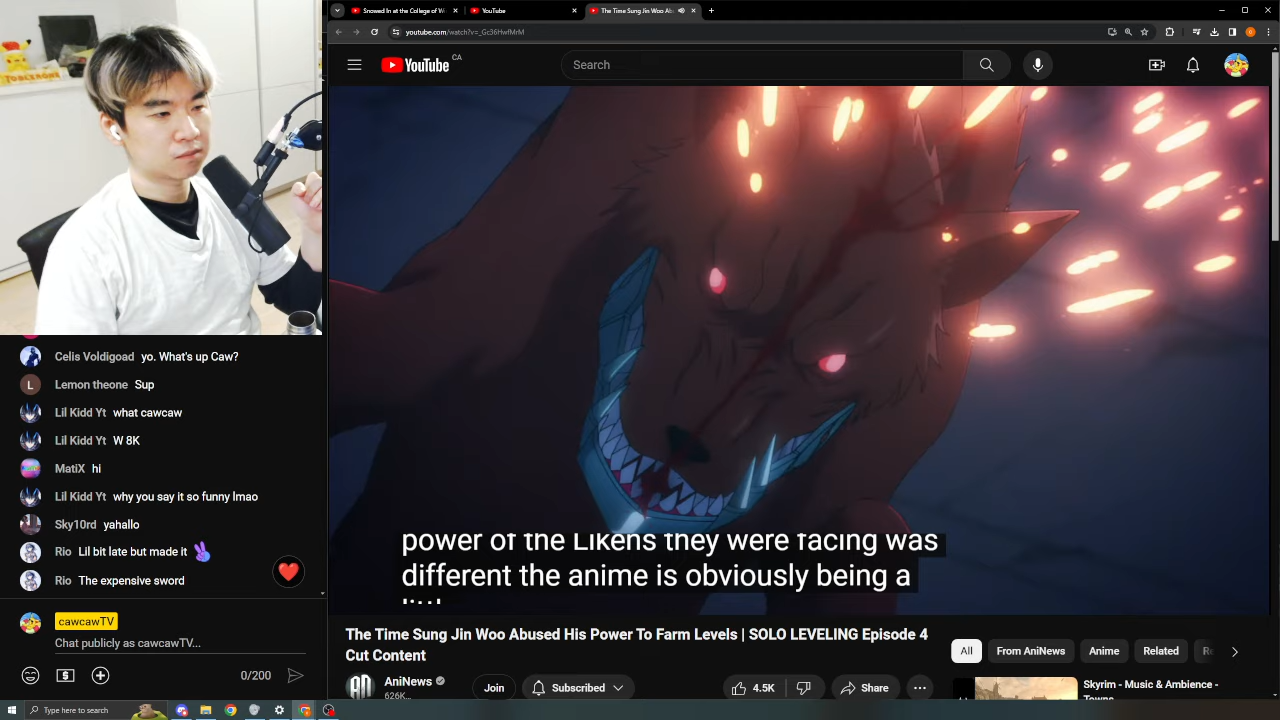 TOBLERONE
Snowed In at the College of W
YouTube
The Time Sung Jin Woo Ab
youtube.com/watch?v=_Gc36HwfMrM
YouTube CA
Search
Celis Voldigoad yo. What's up Caw?
L Lemon theone Sup
Lil Kidd Yt what cawcaw
Lil Kidd Yt W 8K
MatiX hi
Lil Kidd Yt why you say it so funny lmao
Sky10rd yahallo
Rio Lil bit late but made it
Rio The expensive sword
cawcawTV
Chat publicly as cawcawTV...
0/200
power of the Likens they were facing was
different the anime is obviously being a
The Time Sung Jin Woo Abused His Power To Farm Levels | SOLO LEVELING Episode 4
Cut Content
AniNews
626K
Join
Subscribed
4.5K
Share
All
From AniNews
Anime
Related
Skyrim - Music & Ambience -
Towns
Type here to search